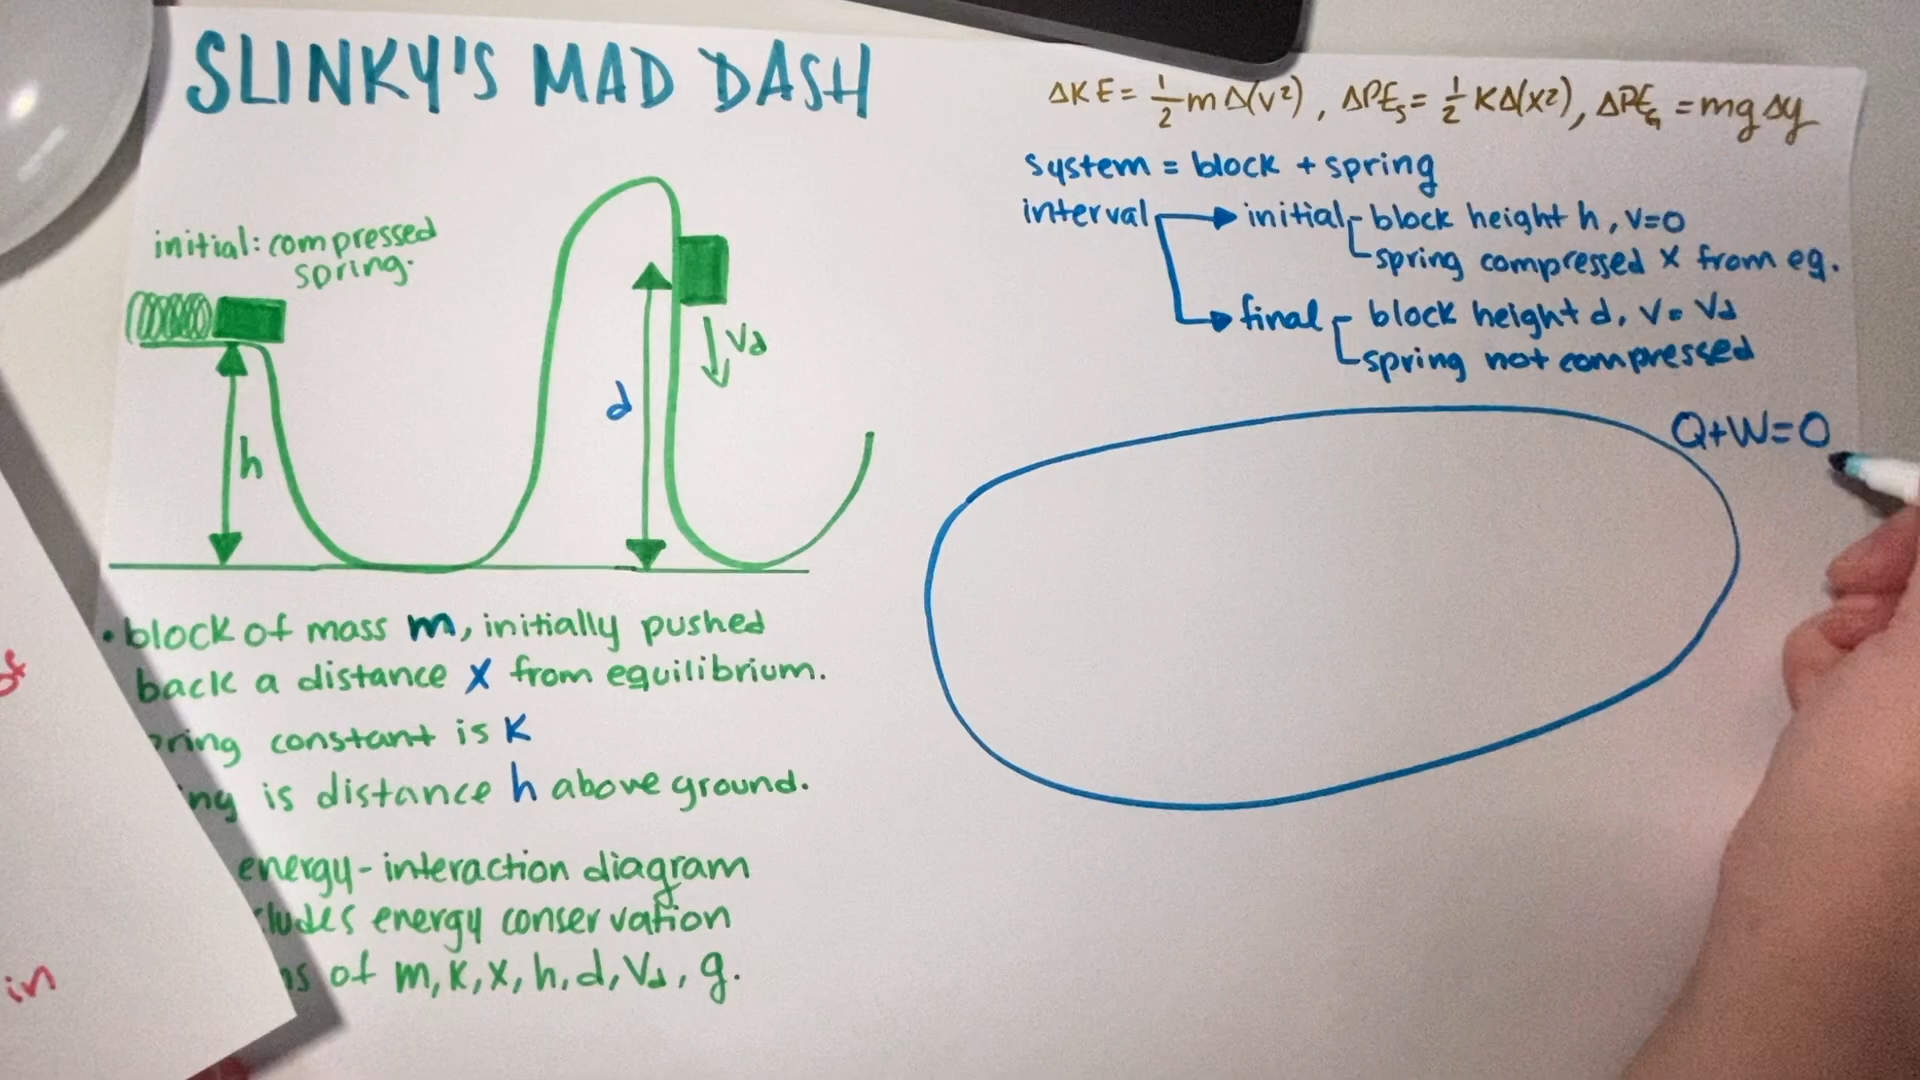 SLINKY'S MAD DASH
initial: compressed
spring.
h
d
Vd
• block of mass m, initially pushed
back a distance x from equilibrium.
constant is K
is distance h above ground.
energy-interaction diagram
energy conservation
of m, K, x, h, d, Vd, g.
in
ΔKE = 1/2 m Δ(v²), ΔPEs = 1/2 K Δ(x²), ΔPEG = mgΔy
system = block + spring
interval → initial - block height h, v=0
spring compressed x from eq.
final - block height d, v = Vd
spring not compressed
Q+W=0